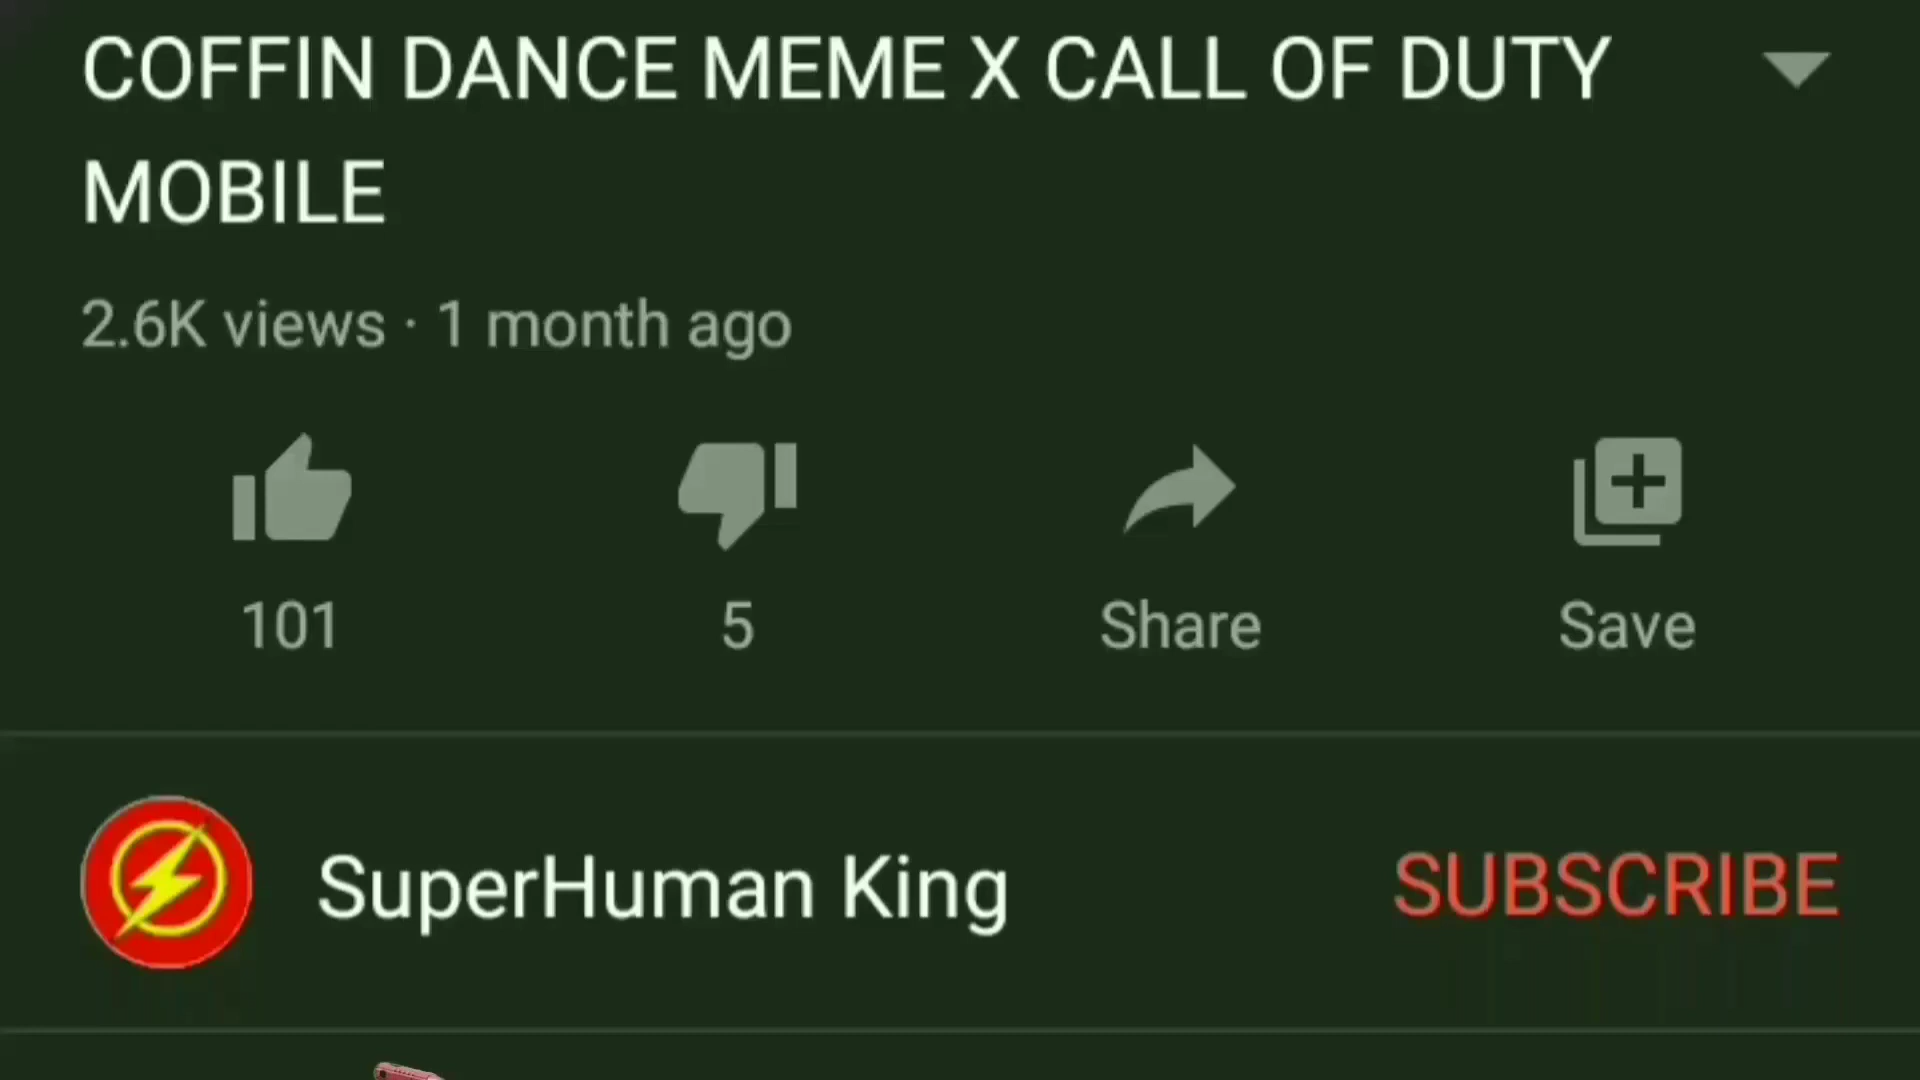 COFFIN DANCE MEME X CALL OF DUTY
MOBILE
2.6K views · 1 month ago
101 5 Share Save
SuperHuman King SUBSCRIBE